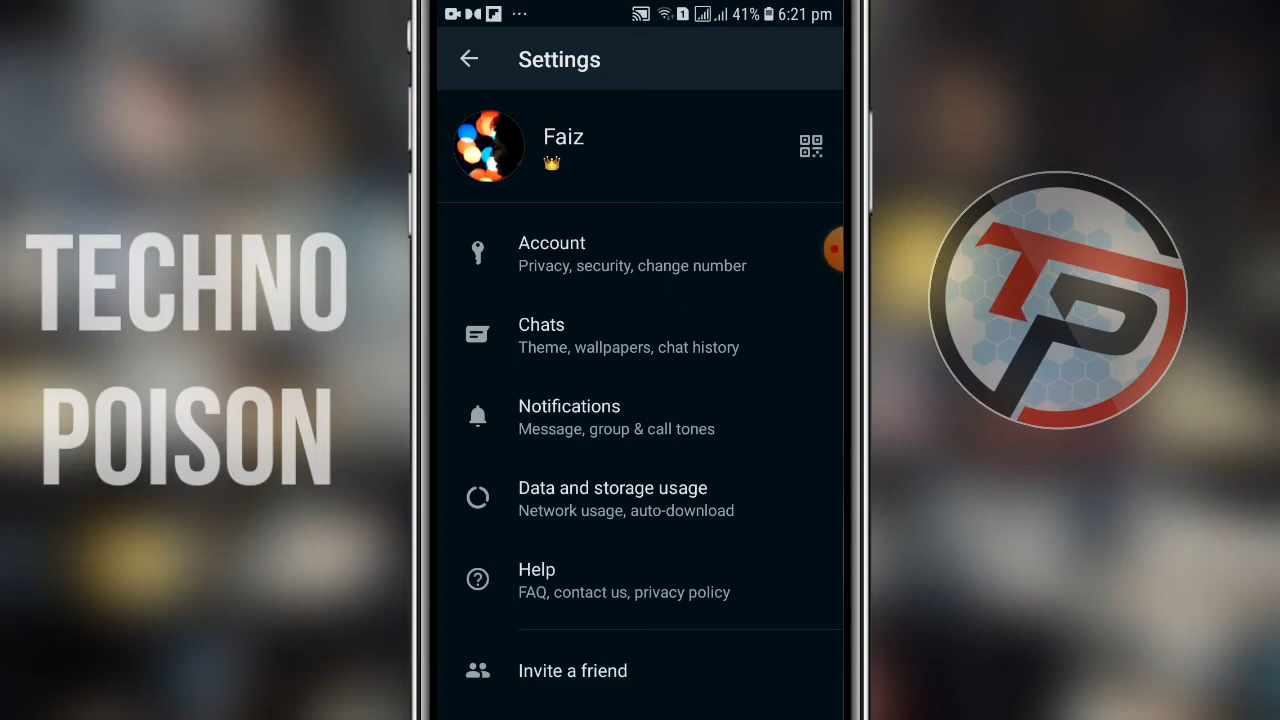 1 41% 6:21 pm
Settings
Faiz
Account
Privacy, security, change number
Chats
Theme, wallpapers, chat history
Notifications
Message, group & call tones
Data and storage usage
Network usage, auto-download
Help
FAQ, contact us, privacy policy
Invite a friend
TECHNO
POISON
TP